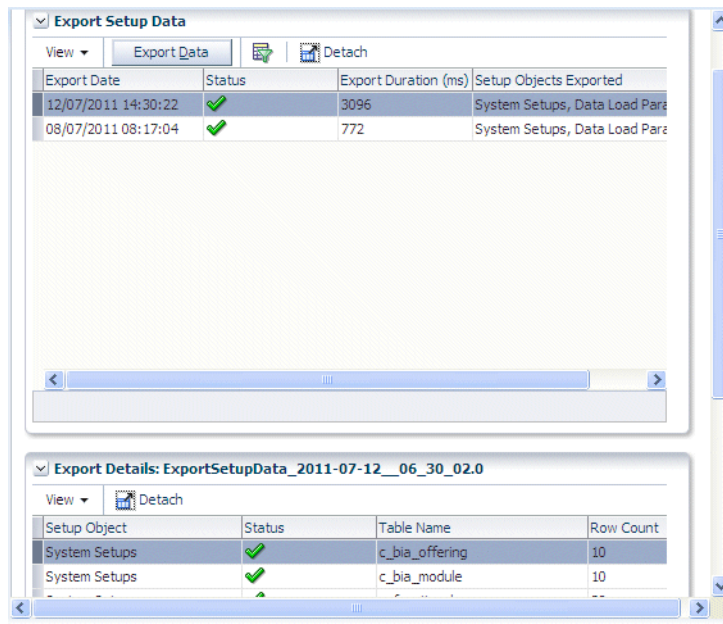 Export Setup Data
View Export Data Detach
Export Date Status Export Duration (ms) Setup Objects Exported
12/07/2011 14:30:22 3096 System Setups, Data Load Para
08/07/2011 08:17:04 772 System Setups, Data Load Para
Export Details: ExportSetupData_2011-07-12__06_30_02.0
View Detach
Setup Object Status Table Name Row Count
System Setups c_bia_offering 10
System Setups c_bia_module 10